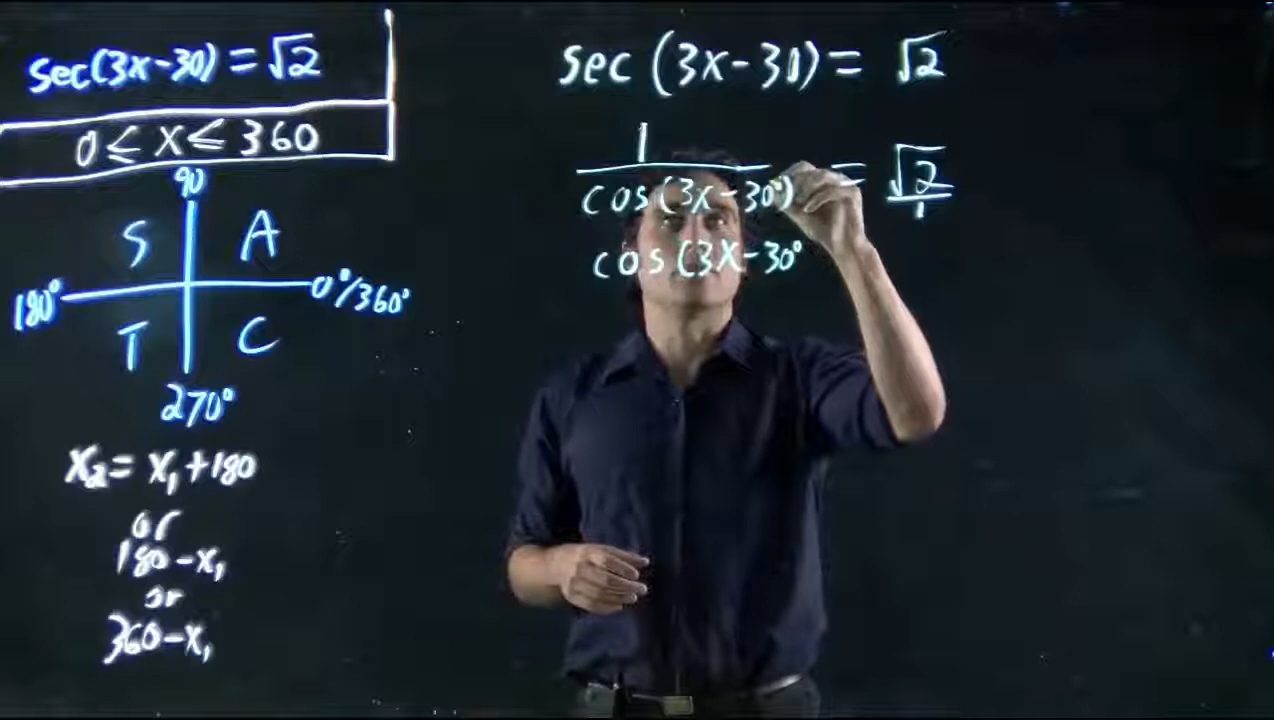 sec(3x-30) = √2
0 ≤ x ≤ 360
90
S A
180° 0°/360°
T C
270°
x₂ = x₁ + 180
or
180 - x₁
or
360 - x₁
sec (3x-30) = √2
1
cos(3x-30°) = √2
1
cos(3x-30°